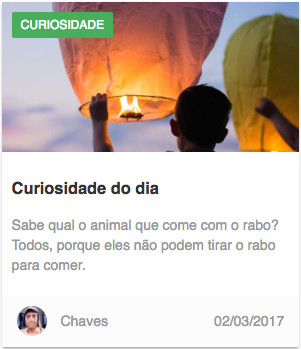 CURIOSIDADE
Curiosidade do dia
Sabe qual o animal que come com o rabo?
Todos, porque eles não podem tirar o rabo
para comer.
Chaves
02/03/2017